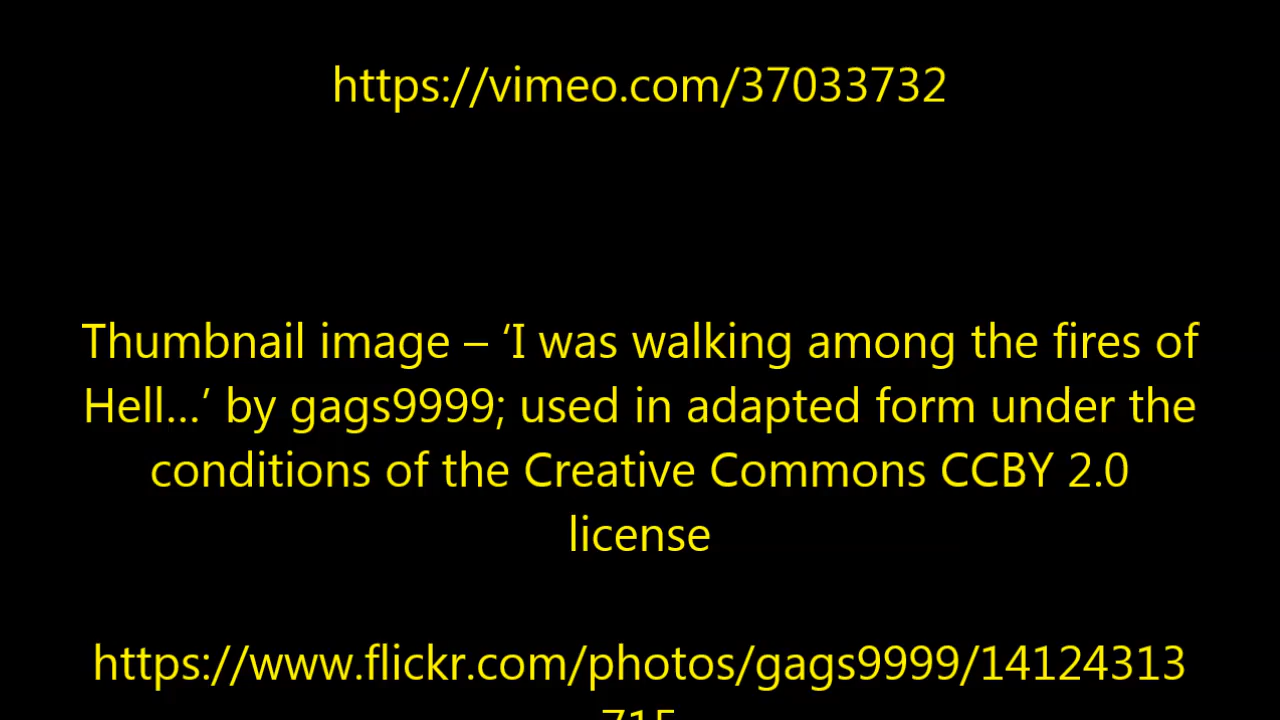 https://vimeo.com/37033732
Thumbnail image – ‘I was walking among the fires of
Hell…’ by gags9999; used in adapted form under the
conditions of the Creative Commons CCBY 2.0
license
https://www.flickr.com/photos/gags9999/14124313
715